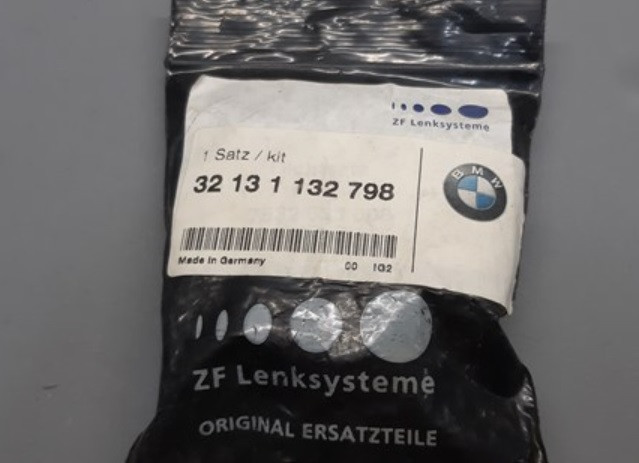 ZF Lenksysteme
1 Satz / kit
32 13 1 132 798
BMW
Made in Germany 00 1G2
ZF Lenksysteme
ORIGINAL ERSATZTEILE